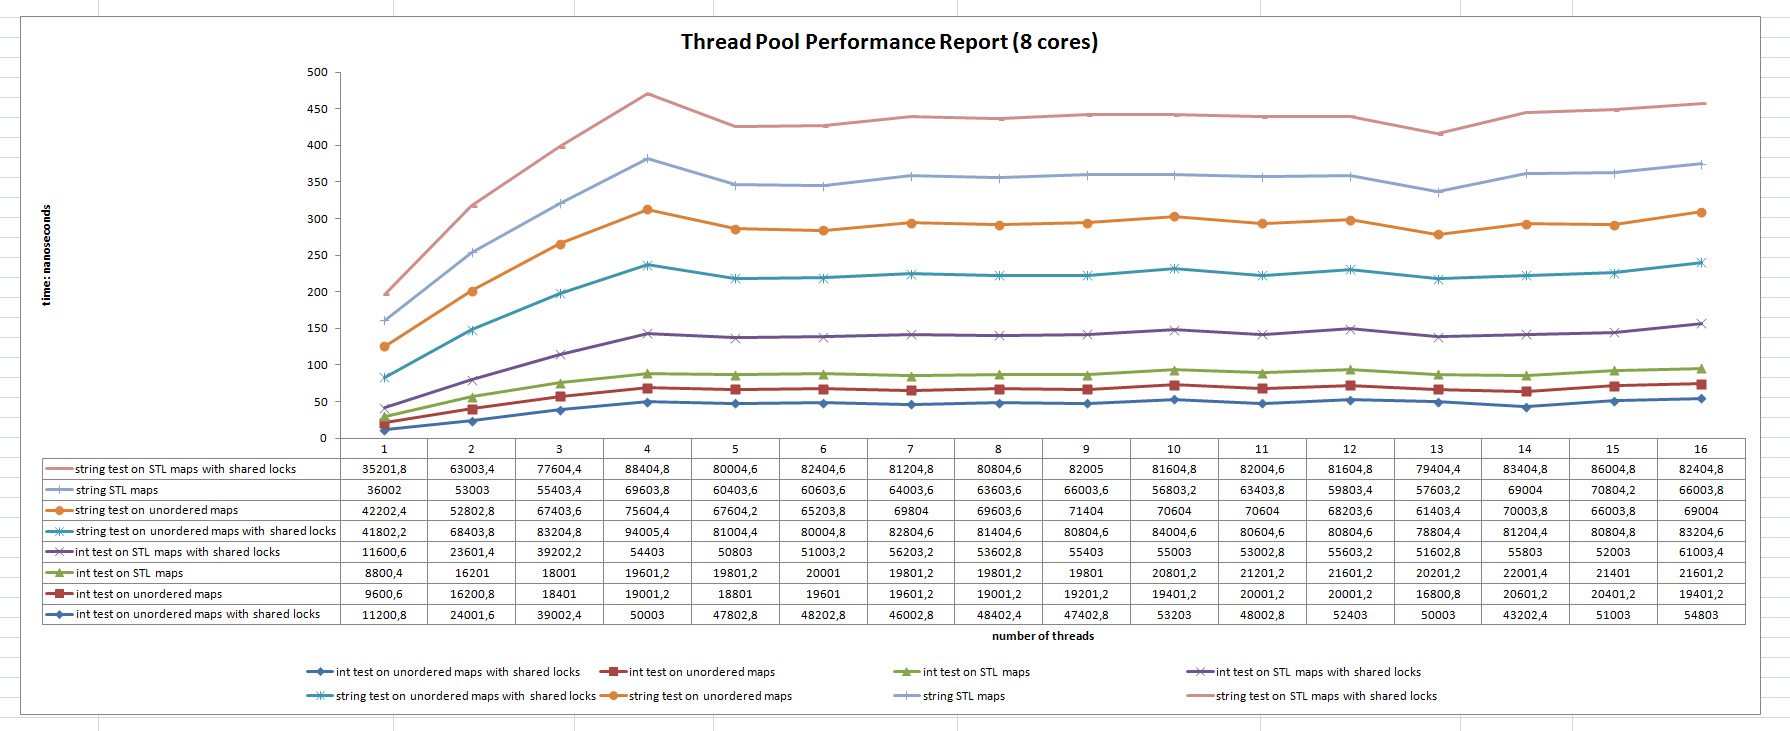 Thread Pool Performance Report (8 cores)
500
450
400
350
300
250
200
150
100
50
0
time: nanoseconds
1 2 3 4 5 6 7 8 9 10 11 12 13 14 15 16
string test on STL maps with shared locks 35201,8 63003,4 77604,4 88404,8 80004,6 82404,6 81204,8 80804,6 82005 81604,8 82004,6 81604,8 79404,4 83404,8 86004,8 82404,8
string STL maps 36002 53003 55403,4 69603,8 60403,6 60603,6 64003,6 63603,6 66003,6 56803,2 63403,8 59803,4 57603,2 69004 70804,2 66003,8
string test on unordered maps 42202,4 52802,8 67403,6 75604,4 67604,2 65203,8 69804 69603,6 71404 70604 70604 68203,6 61403,4 70003,8 66003,8 69004
string test on unordered maps with shared locks 41802,2 68403,8 83204,8 94005,4 81004,4 80004,8 82804,6 81404,6 80804,6 84004,6 80604,6 80804,6 78804,4 81204,4 80804,8 83204,6
int test on STL maps with shared locks 11600,6 23601,4 39202,2 54403 50803 51003,2 56203,2 53602,8 55403 55003 53002,8 55603,2 51602,8 55803 52003 61003,4
int test on STL maps 8800,4 16201 18001 19601,2 19801,2 20001 19801,2 19801,2 19801 20801,2 21201,2 21601,2 20201,2 22001,4 21401 21601,2
int test on unordered maps 9600,6 16200,8 18401 19001,2 18801 19601 19601,2 19001,2 19201,2 19401,2 20001,2 20001,2 16800,8 20601,2 20401,2 19401,2
int test on unordered maps with shared locks 11200,8 24001,6 39002,4 50003 47802,8 48202,8 46002,8 48402,4 47402,8 53203 48002,8 52403 50003 43202,4 51003 54803
number of threads
int test on unordered maps with shared locks int test on unordered maps int test on STL maps int test on STL maps with shared locks
string test on unordered maps with shared locks string test on unordered maps string STL maps string test on STL maps with shared locks